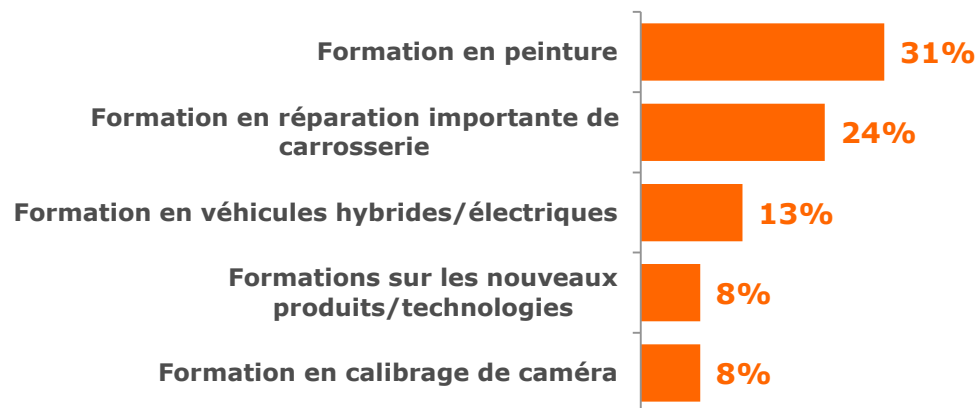 Formation en peinture
31%
Formation en réparation importante de
carrosserie
24%
Formation en véhicules hybrides/électriques
13%
Formations sur les nouveaux
produits/technologies
8%
Formation en calibrage de caméra
8%